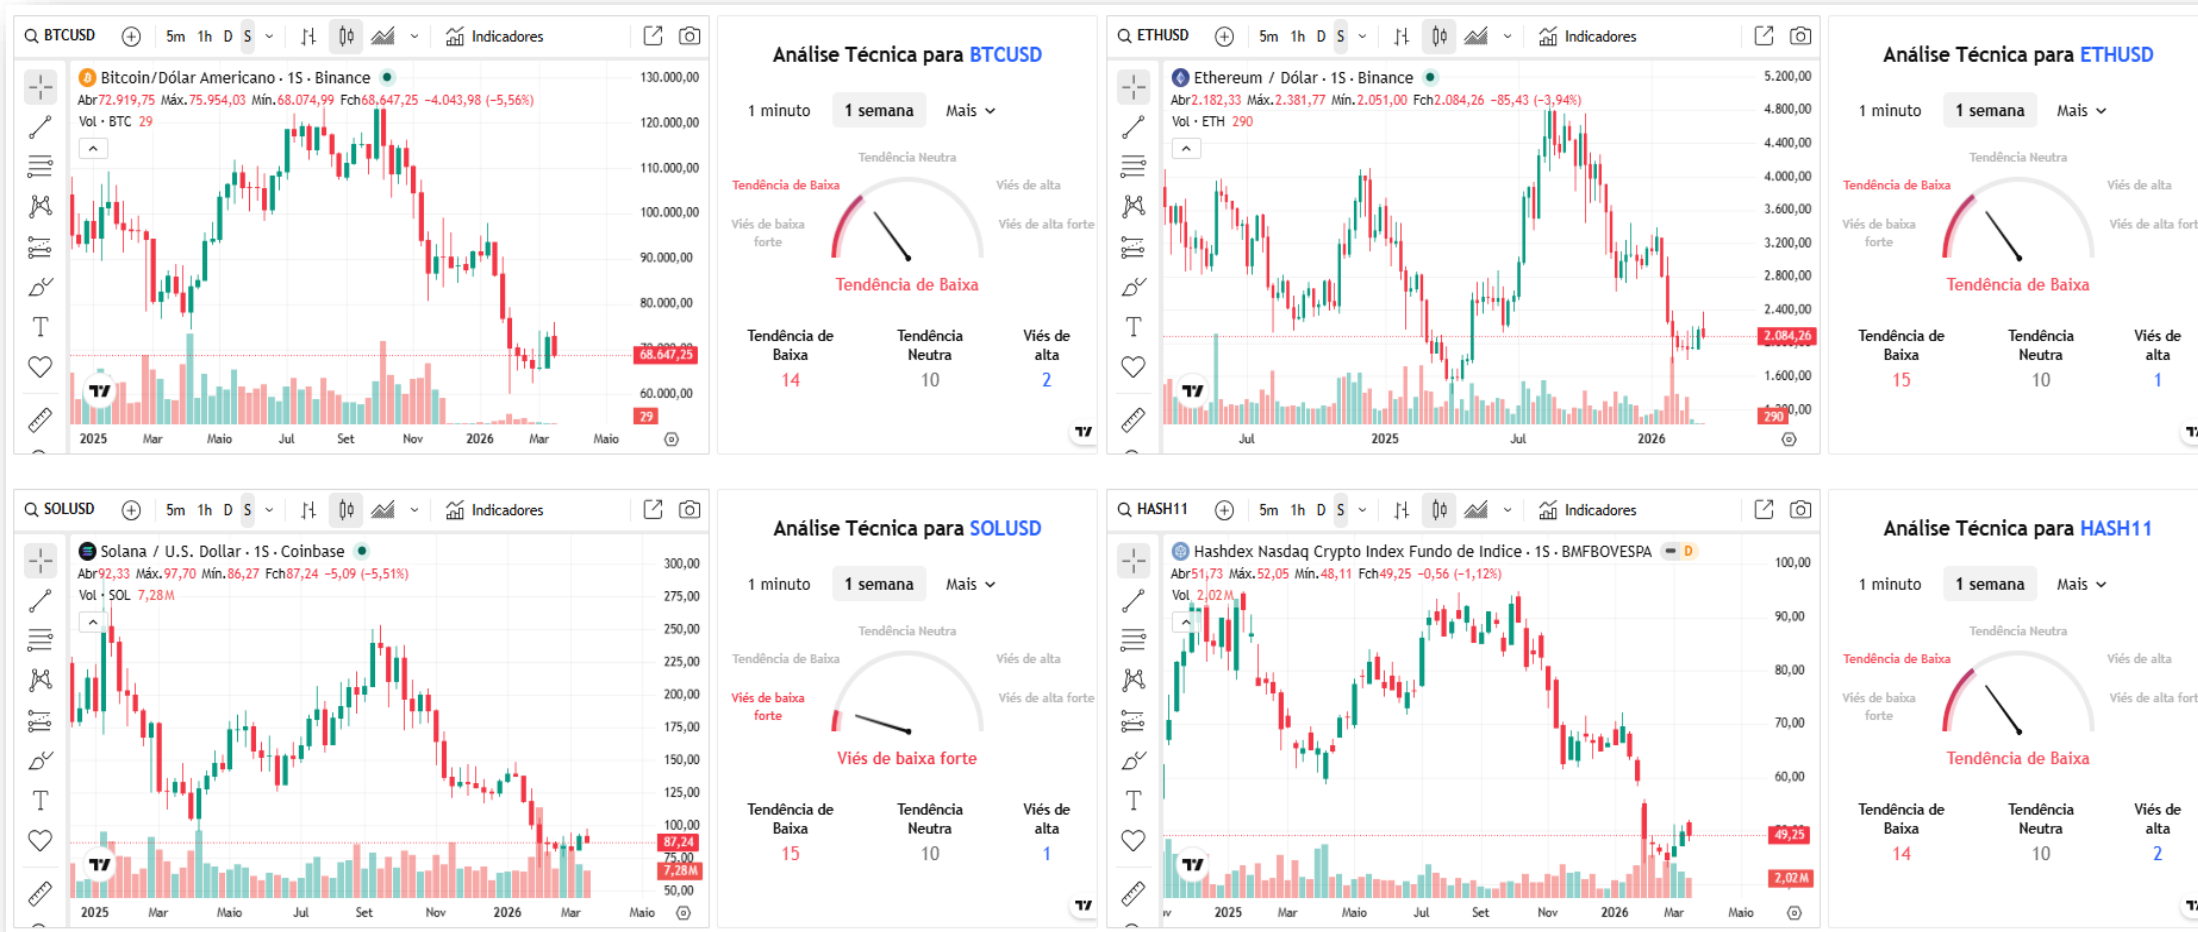 BTCUSD 5m 1h D S Indicadores
Bitcoin/Dólar Americano · 1S · Binance
Abr72.919,75 Máx.75.954,03 Mín.68.074,99 Fch68.647,25 −4.043,98 (−5,56%)
Vol · BTC 29
130.000,00
120.000,00
110.000,00
100.000,00
90.000,00
80.000,00
68.647,25
60.000,00
29
2025 Mar Maio Jul Set Nov 2026 Mar Maio
Análise Técnica para BTCUSD
1 minuto 1 semana Mais
Tendência Neutra
Tendência de Baixa Viés de alta
Viés de baixa forte Viés de alta forte
Tendência de Baixa
Tendência de Baixa Tendência Neutra Viés de alta
14 10 2
ETHUSD 5m 1h D S Indicadores
Ethereum / Dólar · 1S · Binance
Abr2.182,33 Máx.2.381,77 Mín.2.051,00 Fch2.084,26 −85,43 (−3,94%)
Vol · ETH 290
5.200,00
4.800,00
4.400,00
4.000,00
3.600,00
3.200,00
2.800,00
2.400,00
2.084,26
1.600,00
290
Jul 2025 Jul 2026
Análise Técnica para ETHUSD
1 minuto 1 semana Mais
Tendência Neutra
Tendência de Baixa Viés de alta
Viés de baixa forte Viés de alta fort
Tendência de Baixa
Tendência de Baixa Tendência Neutra Viés de alta
15 10 1
SOLUSD 5m 1h D S Indicadores
Solana / U.S. Dollar · 1S · Coinbase
Abr92,33 Máx.97,70 Mín.86,27 Fch87,24 −5,09 (−5,51%)
Vol · SOL 7,28M
300,00
275,00
250,00
225,00
200,00
175,00
150,00
125,00
100,00
87,24
75,00
7,28M
50,00
2025 Mar Maio Jul Set Nov 2026 Mar Maio
Análise Técnica para SOLUSD
1 minuto 1 semana Mais
Tendência Neutra
Tendência de Baixa Viés de alta
Viés de baixa forte Viés de alta forte
Viés de baixa forte
Tendência de Baixa Tendência Neutra Viés de alta
15 10 1
HASH11 5m 1h D S Indicadores
Hashdex Nasdaq Crypto Index Fundo de Indice · 1S · BMFBOVESPA D
Abr51,73 Máx.52,05 Mín.48,11 Fch49,25 −0,56 (−1,12%)
Vol 2,02M
100,00
90,00
80,00
70,00
60,00
49,25
2,02M
2025 Mar Maio Jul Set Nov 2026 Mar Maio
Análise Técnica para HASH11
1 minuto 1 semana Mais
Tendência Neutra
Tendência de Baixa Viés de alta
Viés de baixa forte Viés de alta fort
Tendência de Baixa
Tendência de Baixa Tendência Neutra Viés de alta
14 10 2